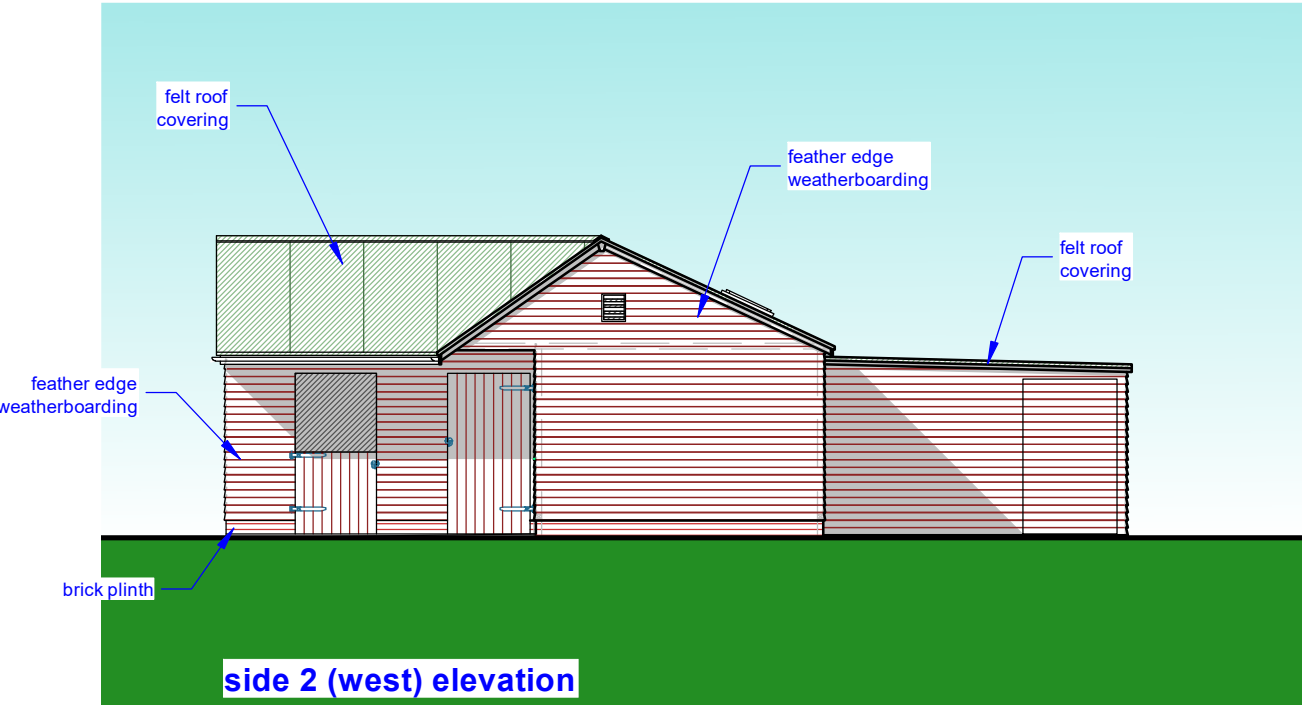 felt roof
covering
feather edge
weatherboarding
felt roof
covering
feather edge
weatherboarding
brick plinth
side 2 (west) elevation